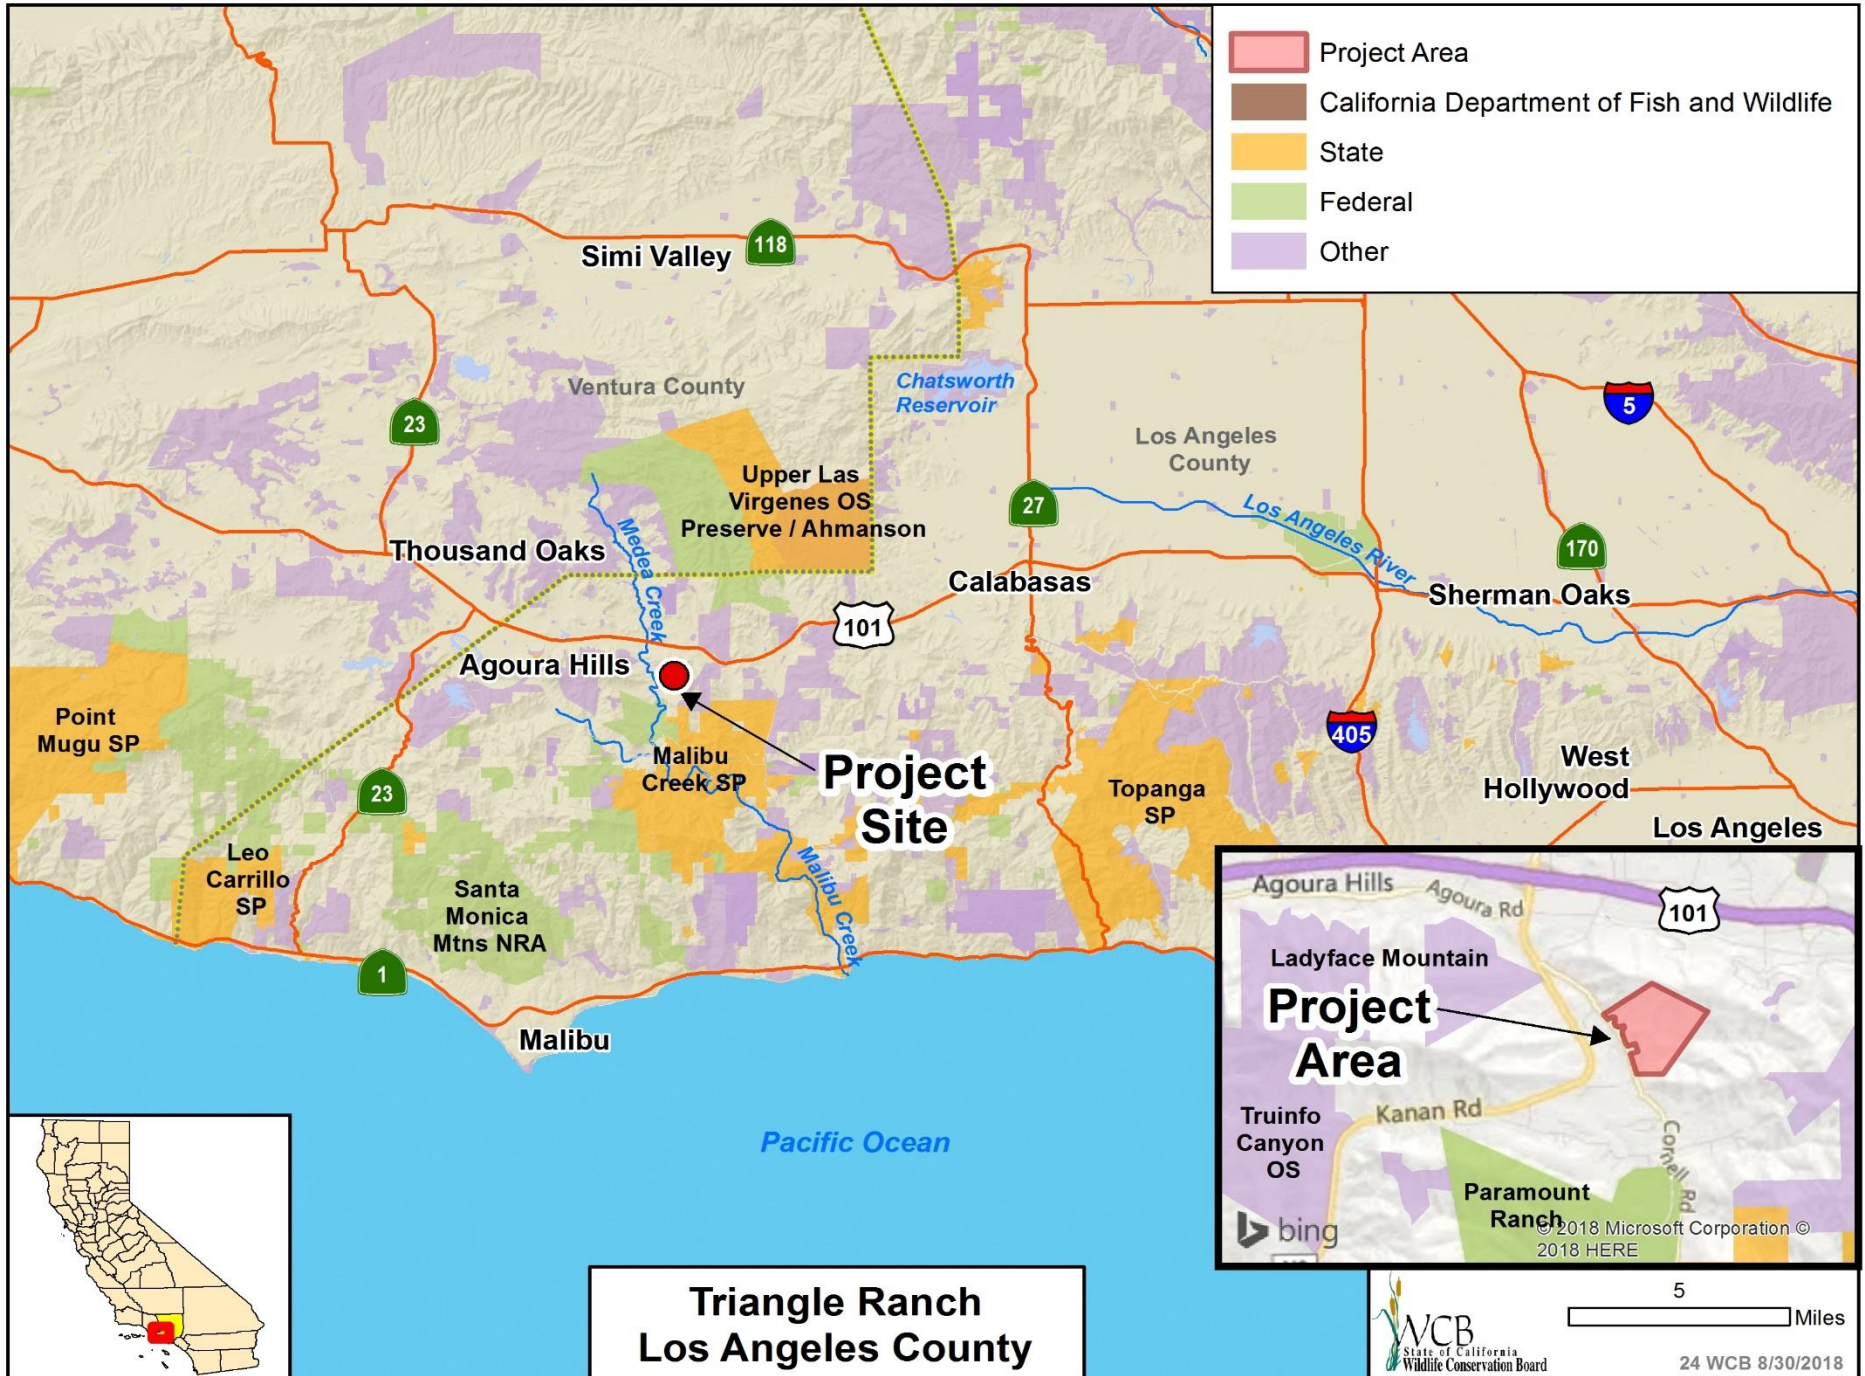 Project Area
California Department of Fish and Wildlife
State
Federal
Other
Simi Valley
118
Ventura County
Chatsworth
Reservoir
23
5
Los Angeles
County
Upper Las
Virgenes OS
Preserve / Ahmanson
27
Los Angeles River
170
Thousand Oaks
Medea Creek
Calabasas
Sherman Oaks
101
Agoura Hills
Point
Mugu SP
405
Malibu
Creek SP
Project
Site
West
Hollywood
23
Topanga
SP
Los Angeles
Leo
Carrillo
SP
Santa
Monica
Mtns NRA
Malibu Creek
1
Malibu
Pacific Ocean
Agoura Hills
Agoura Rd
101
Ladyface Mountain
Project
Area
Kanan Rd
Truinfo
Canyon
OS
Cornell Rd
Paramount
Ranch
bing
© 2018 Microsoft Corporation ©
2018 HERE
Triangle Ranch
Los Angeles County
WCB
State of California
Wildlife Conservation Board
5
Miles
24 WCB 8/30/2018